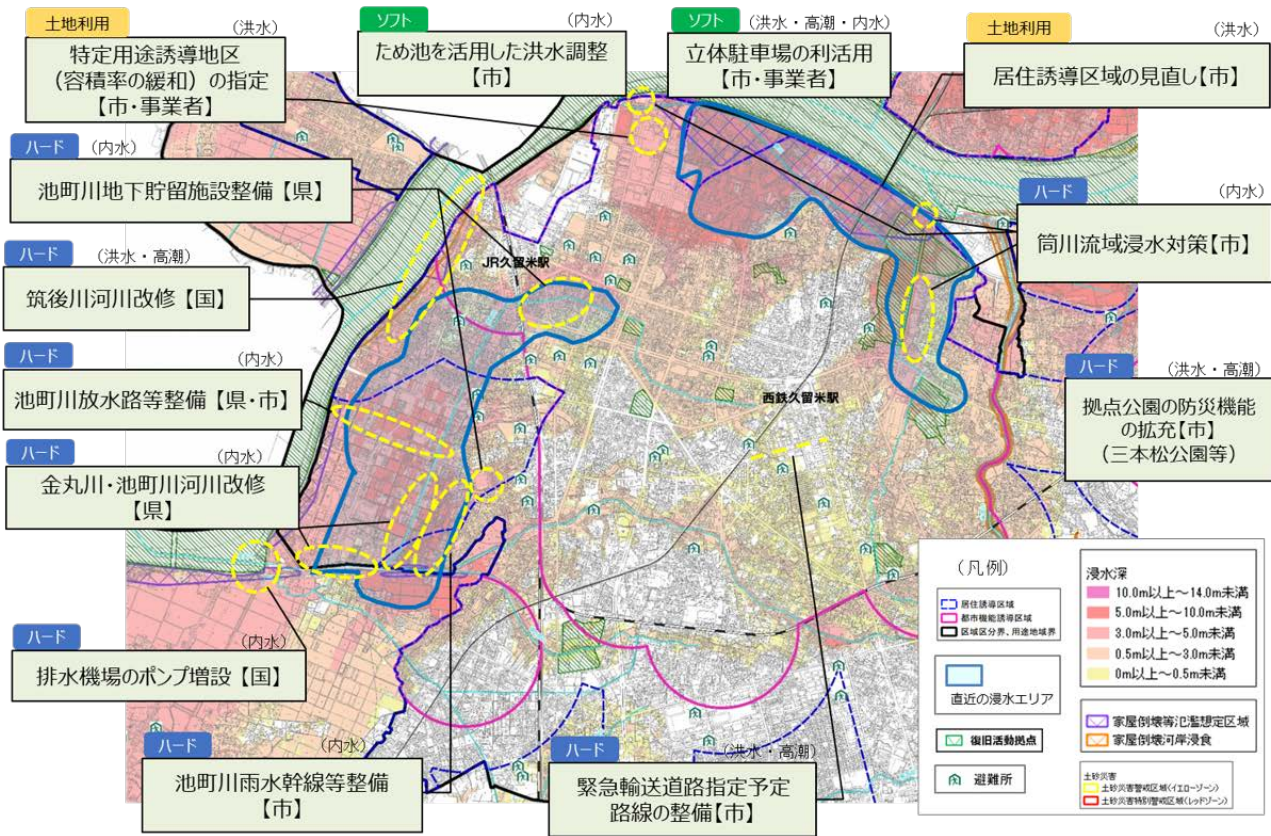 土地利用
(洪水)
特定用途誘導地区
(容積率の緩和)の指定
【市・事業者】
ソフト
(内水)
ため池を活用した洪水調整
【市】
ソフト
(洪水・高潮・内水)
立体駐車場の利活用
【市・事業者】
土地利用
(洪水)
居住誘導区域の見直し【市】
ハード
(内水)
池町川地下貯留施設整備【県】
ハード
(内水)
筒川流域浸水対策【市】
ハード
(洪水・高潮)
筑後川河川改修【国】
ハード
(内水)
池町川放水路等整備【県・市】
ハード
(洪水・高潮)
拠点公園の防災機能
の拡充【市】
(三本松公園等)
ハード
(内水)
金丸川・池町川河川改修
【県】
ハード
(内水)
排水機場のポンプ増設【国】
ハード
(内水)
池町川雨水幹線等整備
【市】
ハード
(洪水・高潮)
緊急輸送道路指定予定
路線の整備【市】
JR久留米駅
西鉄久留米駅
(凡例)
居住誘導区域
都市機能誘導区域
区域区分界、用途地域界
直近の浸水エリア
復旧活動拠点
避難所
浸水深
10.0m以上～14.0m未満
5.0m以上～10.0m未満
3.0m以上～5.0m未満
0.5m以上～3.0m未満
0m以上～0.5m未満
家屋倒壊等氾濫想定区域
家屋倒壊河岸浸食
土砂災害
土砂災害警戒区域(イエローゾーン)
土砂災害特別警戒区域(レッドゾーン)